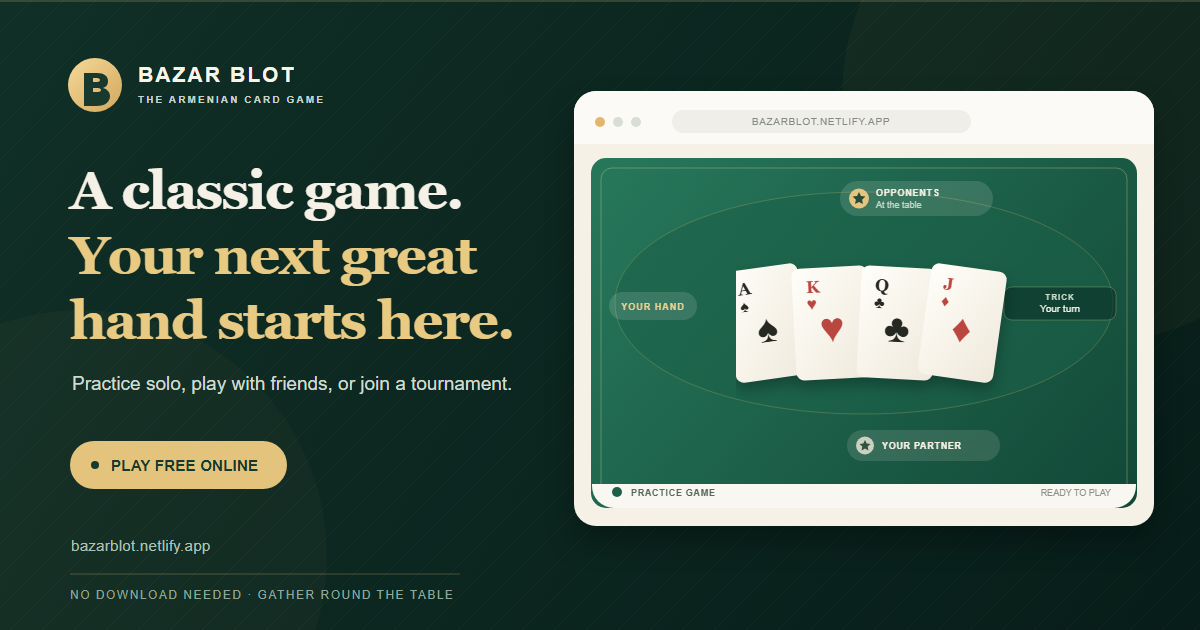 B
BAZAR BLOT
THE ARMENIAN CARD GAME
A classic game.
Your next great
hand starts here.
Practice solo, play with friends, or join a tournament.
PLAY FREE ONLINE
bazarblot.netlify.app
NO DOWNLOAD NEEDED · GATHER ROUND THE TABLE
BAZARBLOT.NETLIFY.APP
OPPONENTS
At the table
YOUR HAND
A
K
Q
J
TRICK
Your turn
YOUR PARTNER
PRACTICE GAME
READY TO PLAY